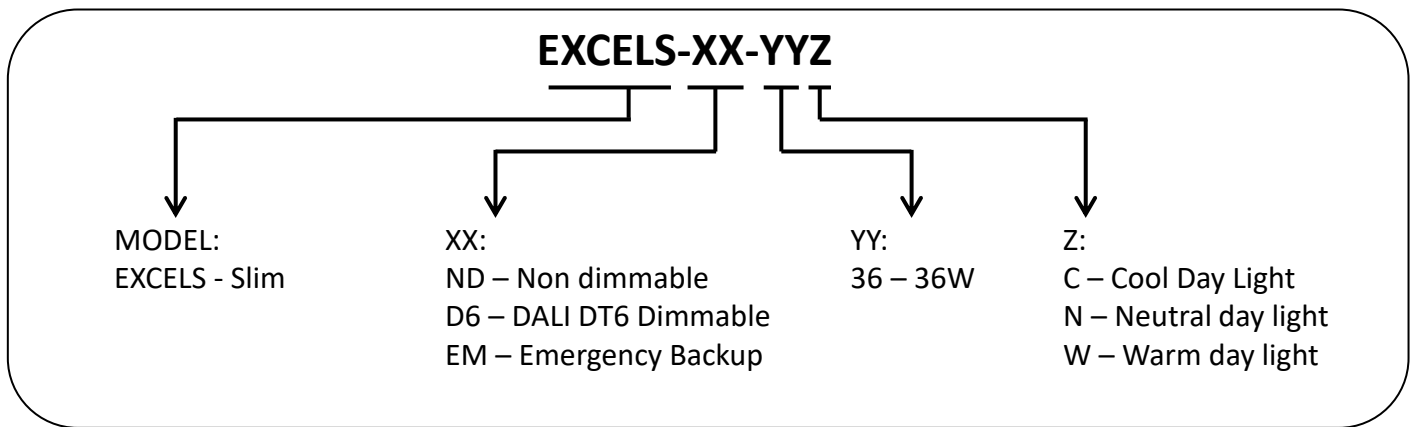 EXCELS-XX-YYZ
MODEL:
EXCELS - Slim
XX:
ND – Non dimmable
D6 – DALI DT6 Dimmable
EM – Emergency Backup
YY:
36 – 36W
Z:
C – Cool Day Light
N – Neutral day light
W – Warm day light